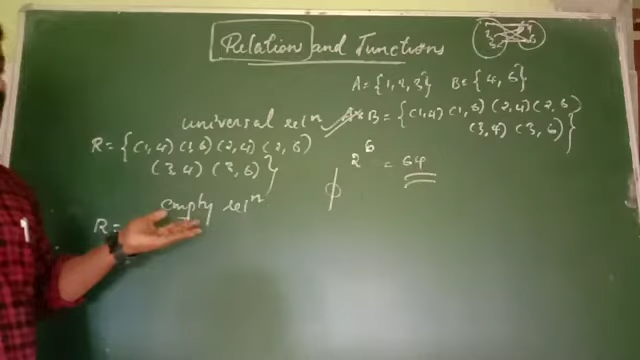 Relation and Functions
A = {1, 2, 3} B = {4, 6}
universal relⁿ A×B = {(1,4) (1,6) (2,4) (2,6)
(3,4) (3,6)}
R = {(1,4) (3,6) (2,4) (2,6)
(3,4) (3,6)}
2⁶ = 64
ϕ
empty relⁿ
R =